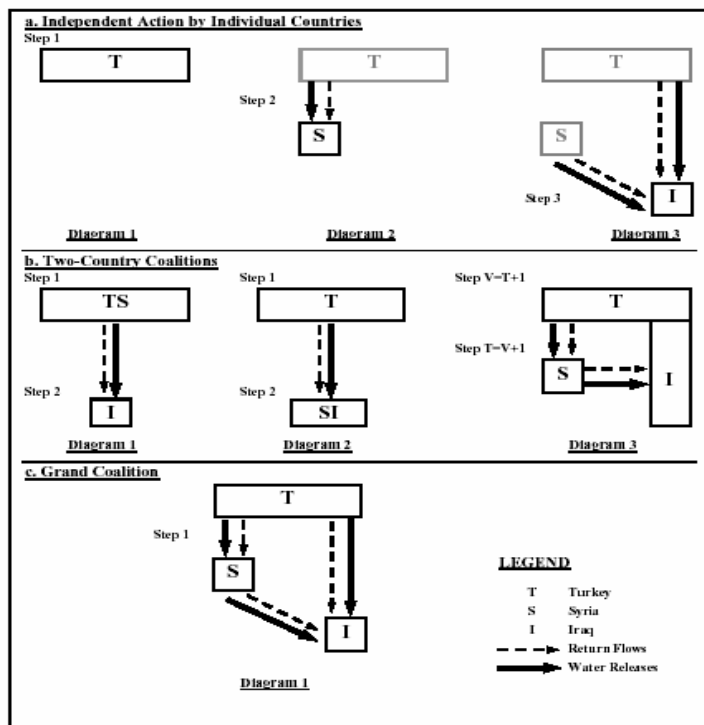 a. Independent Action by Individual Countries
Step 1
T
T
T
Step 2
S
S
Step 3
I
Diagram 1
Diagram 2
Diagram 3
b. Two-Country Coalitions
Step 1
Step 1
Step V=T+1
TS
T
T
Step T=V+1
S
I
Step 2
Step 2
I
SI
Diagram 1
Diagram 2
Diagram 3
c. Grand Coalition
T
Step 1
S
I
Diagram 1
LEGEND
T Turkey
S Syria
I Iraq
Return Flows
Water Releases